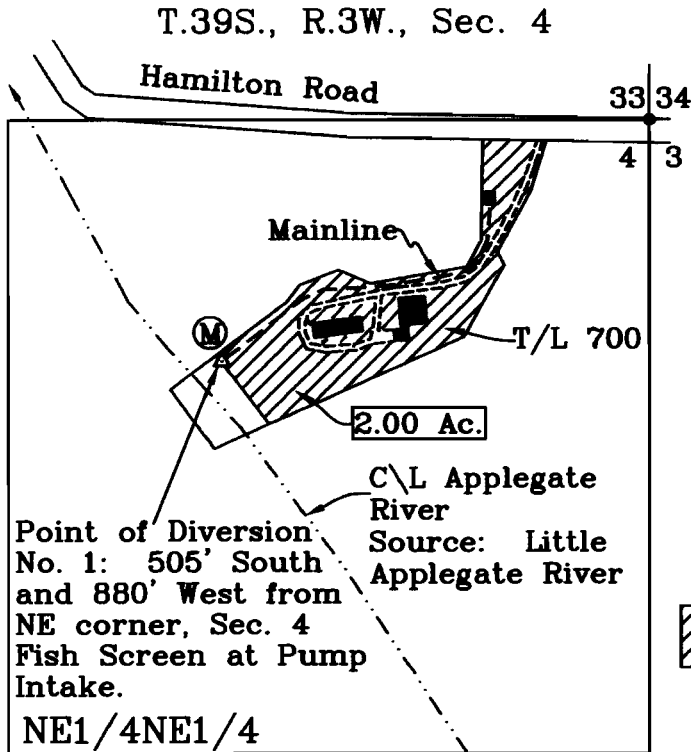 T.39S., R.3W., Sec. 4
Hamilton Road
33 34
4 3
Mainline
M
T/L 700
2.00 Ac.
C\L Applegate
River
Source: Little
Applegate River
Point of Diversion
No. 1: 505' South
and 880' West from
NE corner, Sec. 4
Fish Screen at Pump
Intake.
NE1/4NE1/4